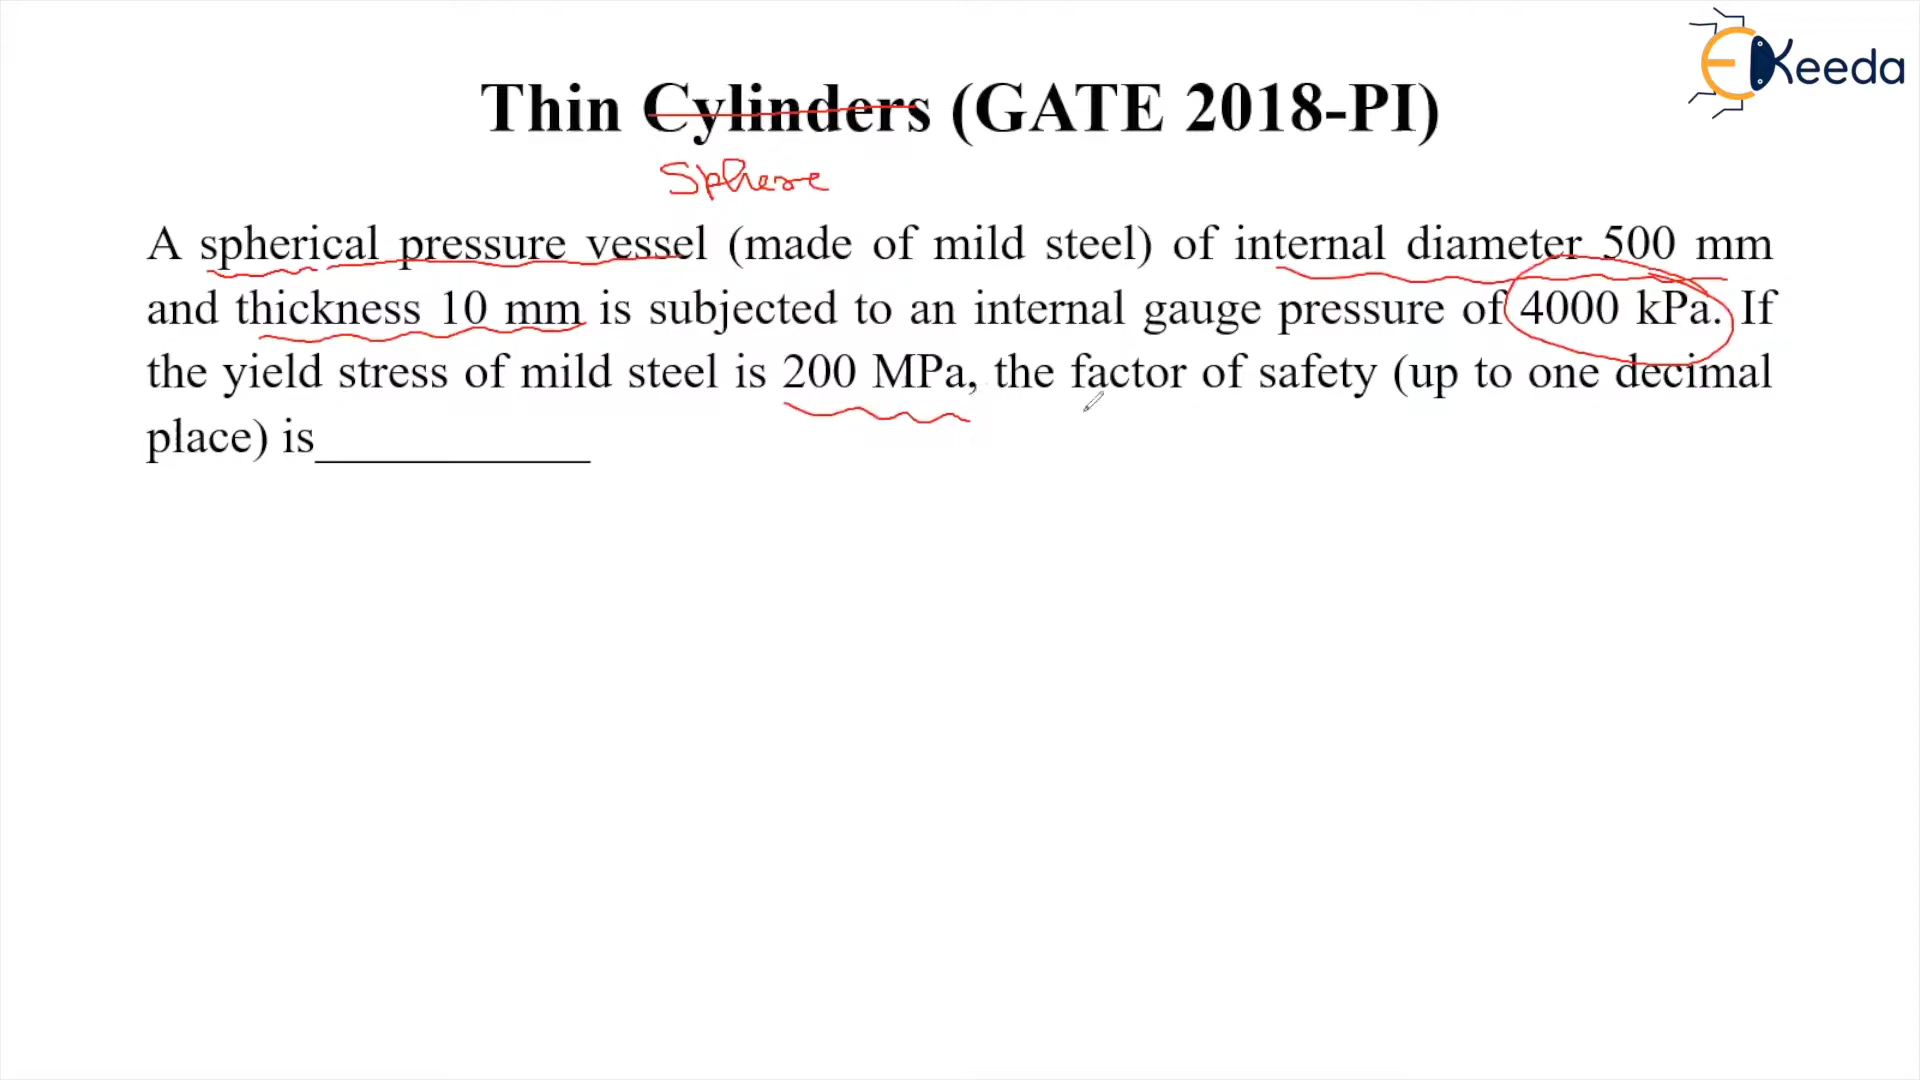 EKeeda
Thin Cylinders (GATE 2018-PI)
Sphere
A spherical pressure vessel (made of mild steel) of internal diameter 500 mm
and thickness 10 mm is subjected to an internal gauge pressure of 4000 kPa. If
the yield stress of mild steel is 200 MPa, the factor of safety (up to one decimal
place) is____________